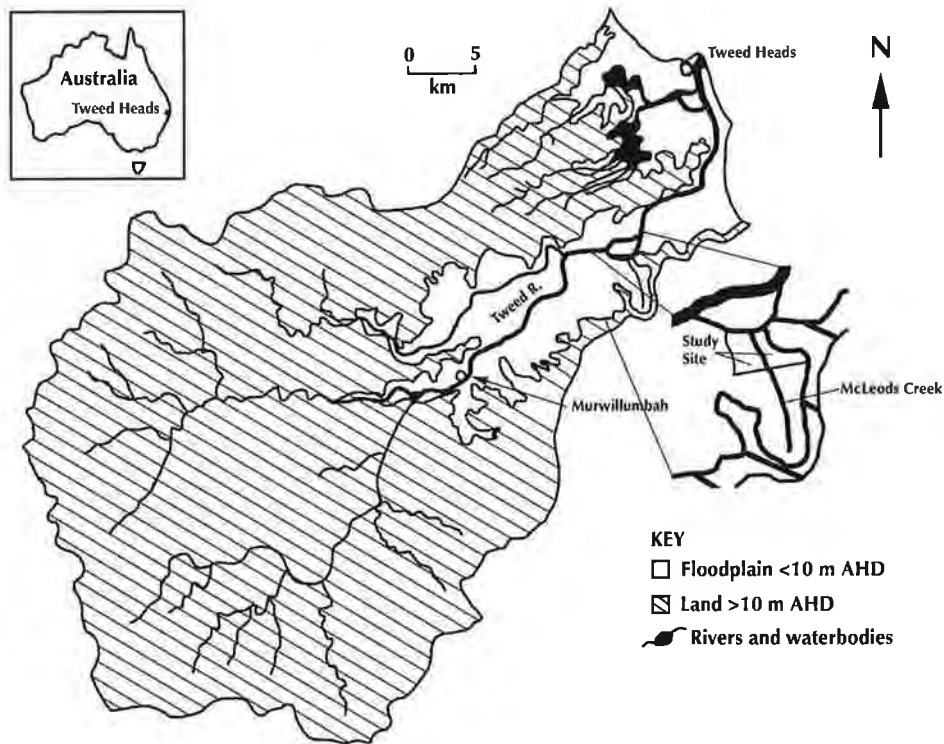 Australia
Tweed Heads
0 5
km
Tweed Heads
N
Tweed R.
Murwillumbah
Study
Site
McLeods Creek
KEY
Floodplain <10 m AHD
Land >10 m AHD
Rivers and waterbodies